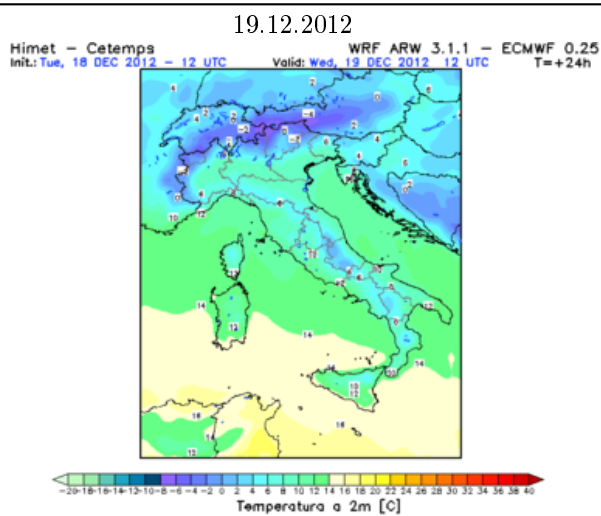 19.12.2012
Himet - Cetemps WRF ARW 3.1.1 - ECMWF 0.25
Init.: Tue, 18 DEC 2012 - 12 UTC Valid: Wed, 19 DEC 2012 12 UTC T=+24h
-20-18-16-14-12-10-8 -6 -4 -2 0 2 4 6 8 10 12 14 16 18 20 22 24 26 28 30 32 34 36 38 40
Temperatura a 2m [C]